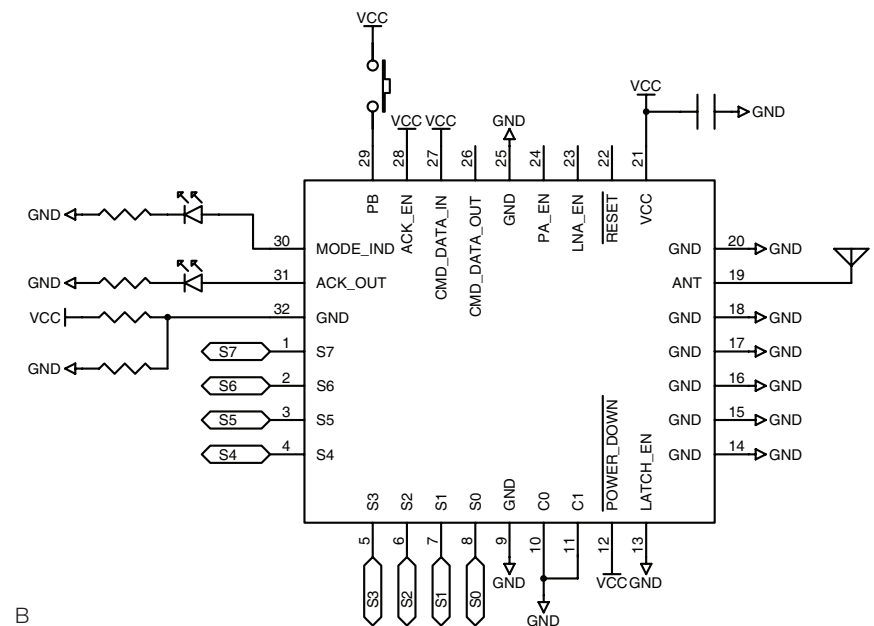 VCC
VCC
VCC VCC
GND
GND
29
28
27
26
25
24
23
22
21
PB
ACK_EN
CMD_DATA_IN
CMD_DATA_OUT
GND
PA_EN
LNA_EN
RESET
VCC
GND
30
MODE_IND
GND
20
GND
GND
31
ACK_OUT
ANT
19
VCC
32
GND
GND
18
GND
S7
1
S7
GND
17
GND
GND
S6
2
S6
GND
16
GND
S5
3
S5
GND
15
GND
S4
4
S4
GND
14
GND
S3
S2
S1
S0
GND
C0
C1
POWER_DOWN
LATCH_EN
5
6
7
8
9
10
11
12
13
S3
S2
S1
S0
GND
VCC
GND
GND
B